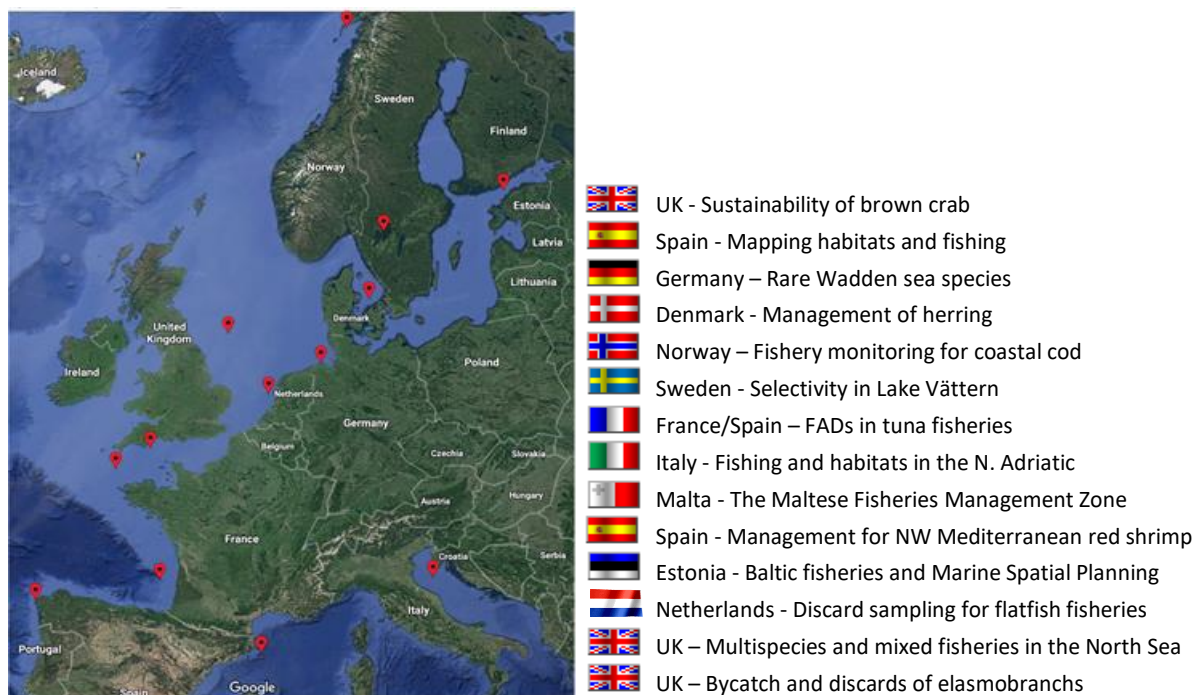 Iceland
Sweden
Finland
Norway
Estonia
Latvia
Lithuania
Denmark
United
Kingdom
Ireland
Poland
Netherlands
Germany
Belgium
Czechia
Slovakia
Austria
Hungary
France
Croatia
Serbia
Italy
Portugal
Spain
Google
UK - Sustainability of brown crab
Spain - Mapping habitats and fishing
Germany – Rare Wadden sea species
Denmark - Management of herring
Norway – Fishery monitoring for coastal cod
Sweden - Selectivity in Lake Vättern
France/Spain – FADs in tuna fisheries
Italy - Fishing and habitats in the N. Adriatic
Malta - The Maltese Fisheries Management Zone
Spain - Management for NW Mediterranean red shrimp
Estonia - Baltic fisheries and Marine Spatial Planning
Netherlands - Discard sampling for flatfish fisheries
UK – Multispecies and mixed fisheries in the North Sea
UK – Bycatch and discards of elasmobranchs